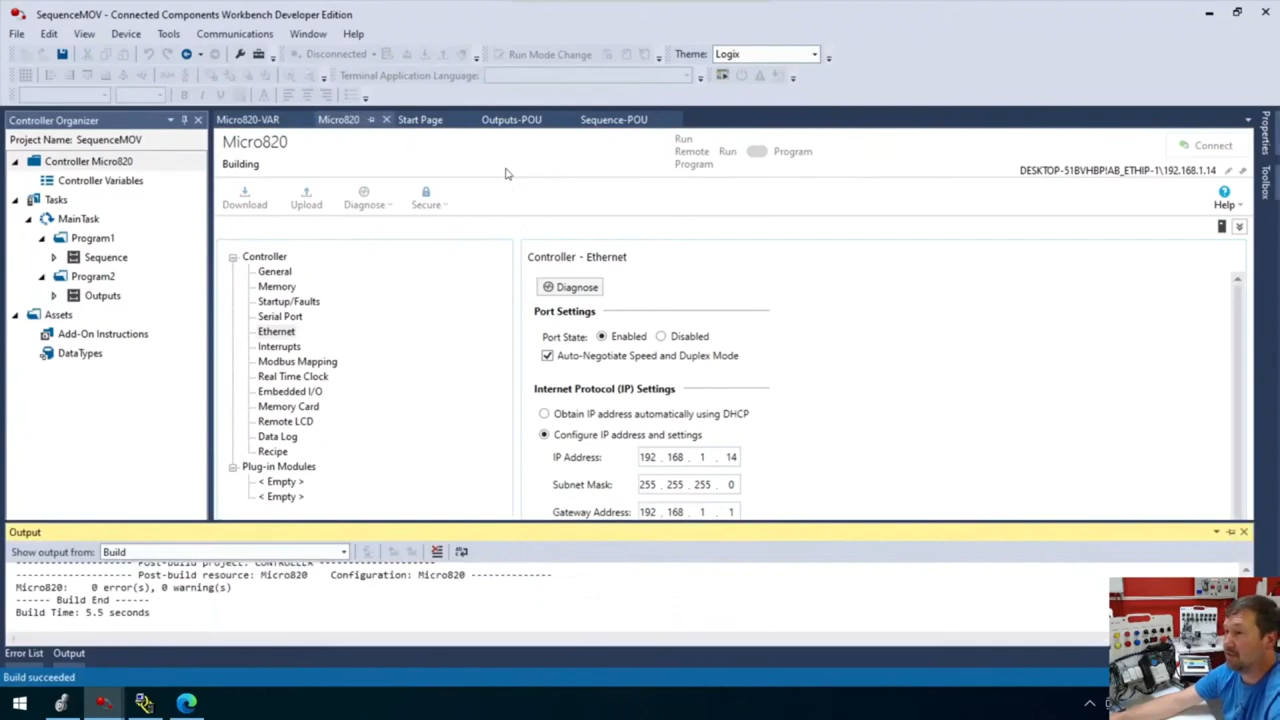 SequenceMOV - Connected Components Workbench Developer Edition
File Edit View Device Tools Communications Window Help
Disconnected Run Mode Change Theme: Logix
Terminal Application Language:
Controller Organizer
Project Name: SequenceMOV
Controller Micro820
Controller Variables
Tasks
MainTask
Program1
Sequence
Program2
Outputs
Assets
Add-On Instructions
DataTypes
Micro820-VAR Micro820 Start Page Outputs-POU Sequence-POU
Micro820
Building
Run
Remote
Program
Run Program
Connect
DESKTOP-51BVHBP!AB_ETHIP-1\192.168.1.14
Download Upload Diagnose Secure Help
Controller
General
Memory
Startup/Faults
Serial Port
Ethernet
Interrupts
Modbus Mapping
Real Time Clock
Embedded I/O
Memory Card
Remote LCD
Data Log
Recipe
Plug-in Modules
< Empty >
< Empty >
Controller - Ethernet
Diagnose
Port Settings
Port State: Enabled Disabled
Auto-Negotiate Speed and Duplex Mode
Internet Protocol (IP) Settings
Obtain IP address automatically using DHCP
Configure IP address and settings
IP Address: 192 . 168 . 1 . 14
Subnet Mask: 255 . 255 . 255 . 0
Gateway Address: 192 . 168 . 1 . 1
Properties
Toolbox
Output
Show output from: Build
-------------------- Post-build project: CONTROLLER --------------------
-------------------- Post-build resource: Micro820 Configuration: Micro820 -------------
Micro820: 0 error(s), 0 warning(s)
------ Build End ------
Build Time: 5.5 seconds
Error List Output
Build succeeded